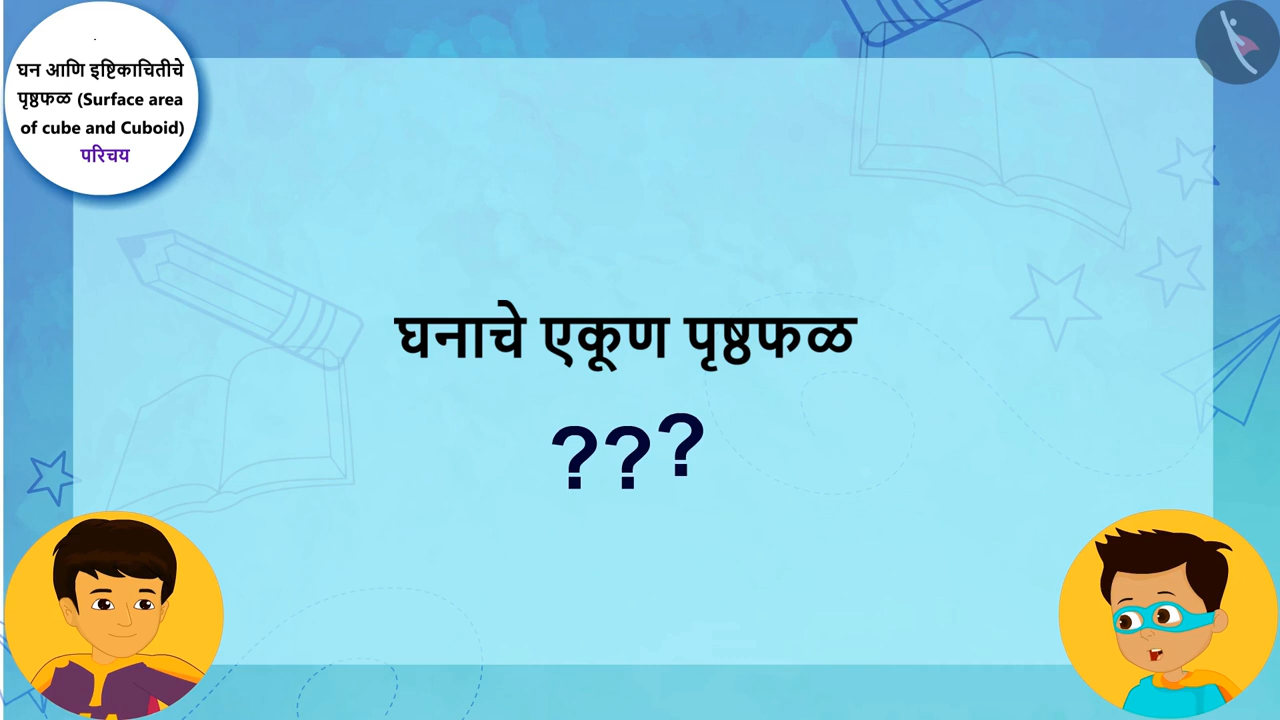 घन आणि इष्टिकाचितीचे
पृष्ठफळ (Surface area
of cube and Cuboid)
परिचय
घनाचे एकूण पृष्ठफळ
???